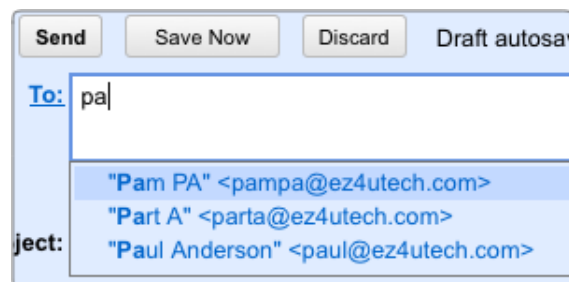 Send Save Now Discard Draft autosav
To: pa
"Pam PA" <pampa@ez4utech.com>
"Part A" <parta@ez4utech.com>
ject:
"Paul Anderson" <paul@ez4utech.com>